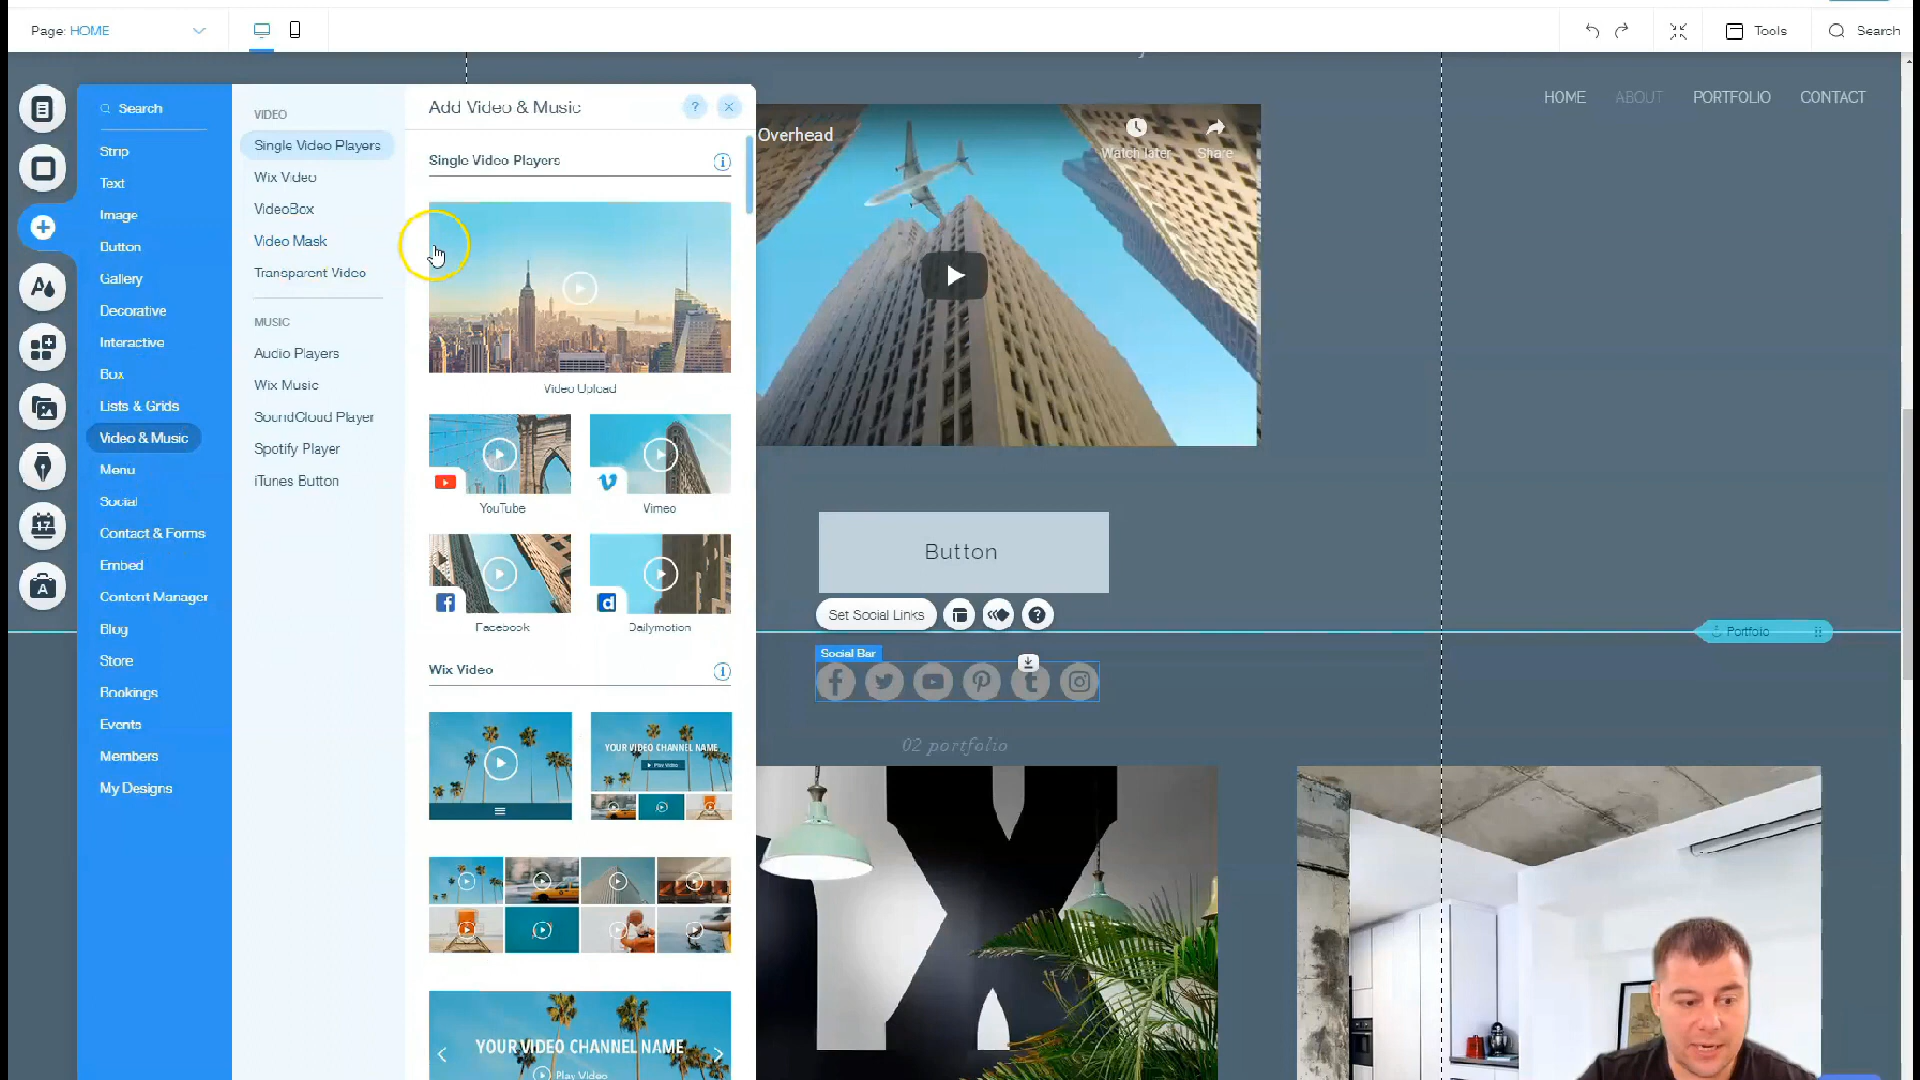 Page: HOME
Tools
Search
HOME
ABOUT
PORTFOLIO
CONTACT
Search
Strip
Text
Image
Button
Gallery
Decorative
Interactive
Box
Lists & Grids
Video & Music
Menu
Social
Contact & Forms
Embed
Content Manager
Blog
Store
Bookings
Events
Members
My Designs
VIDEO
Single Video Players
Wix Video
VideoBox
Video Mask
Transparent Video
MUSIC
Audio Players
Wix Music
SoundCloud Player
Spotify Player
iTunes Button
Add Video & Music
?
Single Video Players
Video Upload
YouTube
Vimeo
Facebook
Dailymotion
Wix Video
YOUR VIDEO CHANNEL NAME
Play Video
YOUR VIDEO CHANNEL NAME
Play Video
Overhead
Watch later
Share
Button
Set Social Links
?
Portfolio
Social Bar
02 portfolio
17
A